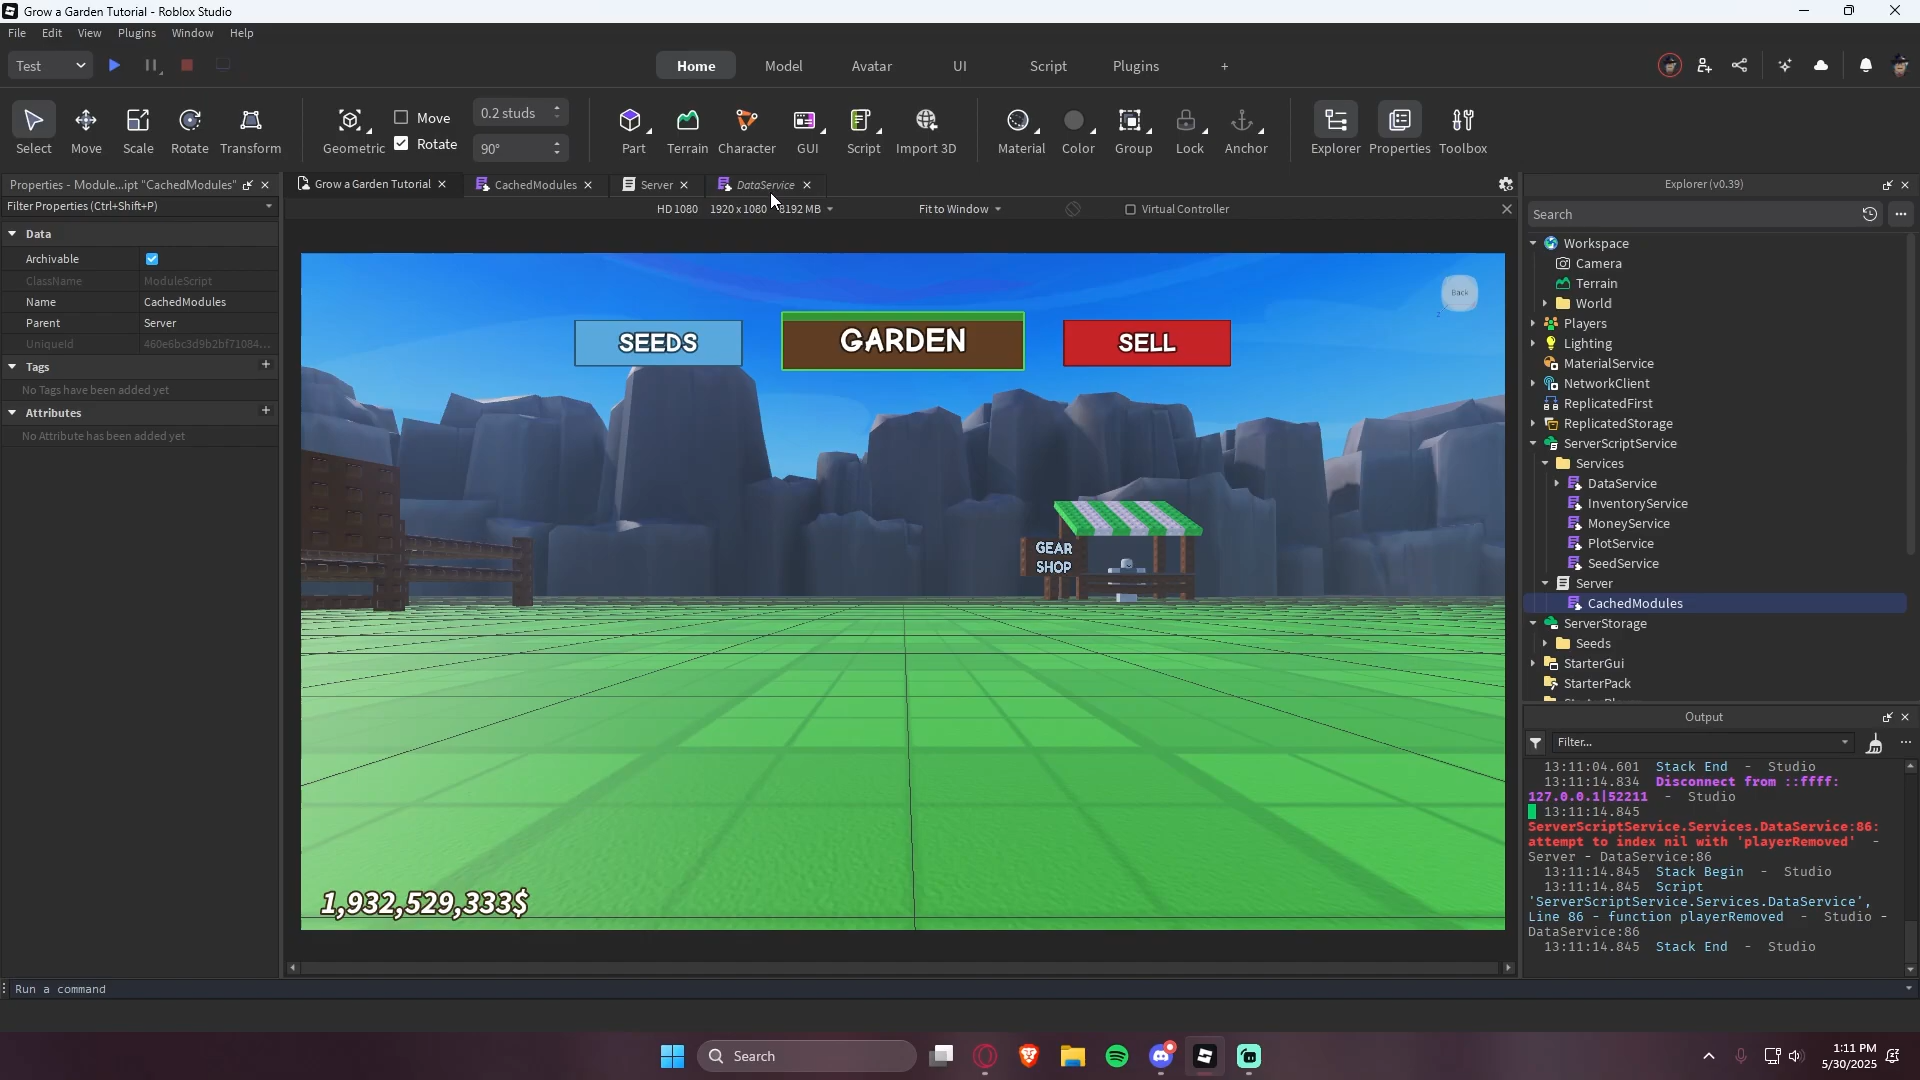 Grow a Garden Tutorial - Roblox Studio
File Edit View Plugins Window Help
Test
Home Model Avatar UI Script Plugins +
Select Move Scale Rotate Transform
Geometric
Move
Rotate
0.2 studs
90°
Part Terrain Character GUI Script Import 3D
Material Color Group Lock Anchor
Explorer Properties Toolbox
Properties - Module...ipt "CachedModules"
Filter Properties (Ctrl+Shift+P)
Data
Archivable
ClassName ModuleScript
Name CachedModules
Parent Server
UniqueId 460e6bc3d9b2bf71084...
Tags
No Tags have been added yet
Attributes
No Attribute has been added yet
Grow a Garden Tutorial
CachedModules
Server
DataService
HD 1080 1920 x 1080 8192 MB
Fit to Window
Virtual Controller
SEEDS
GARDEN
SELL
Back
GEAR
SHOP
1,932,529,333$
Explorer (v0.39)
Search
Workspace
Camera
Terrain
World
Players
Lighting
MaterialService
NetworkClient
ReplicatedFirst
ReplicatedStorage
ServerScriptService
Services
DataService
InventoryService
MoneyService
PlotService
SeedService
Server
CachedModules
ServerStorage
Seeds
StarterGui
StarterPack
Output
Filter...
13:11:04.601 Stack End - Studio
13:11:14.834 Disconnect from ::ffff:
127.0.0.1|52211 - Studio
13:11:14.845
ServerScriptService.Services.DataService:86:
attempt to index nil with 'playerRemoved' -
Server - DataService:86
13:11:14.845 Stack Begin - Studio
13:11:14.845 Script
'ServerScriptService.Services.DataService',
Line 86 - function playerRemoved - Studio -
DataService:86
13:11:14.845 Stack End - Studio
Run a command
Search
1:11 PM
5/30/2025